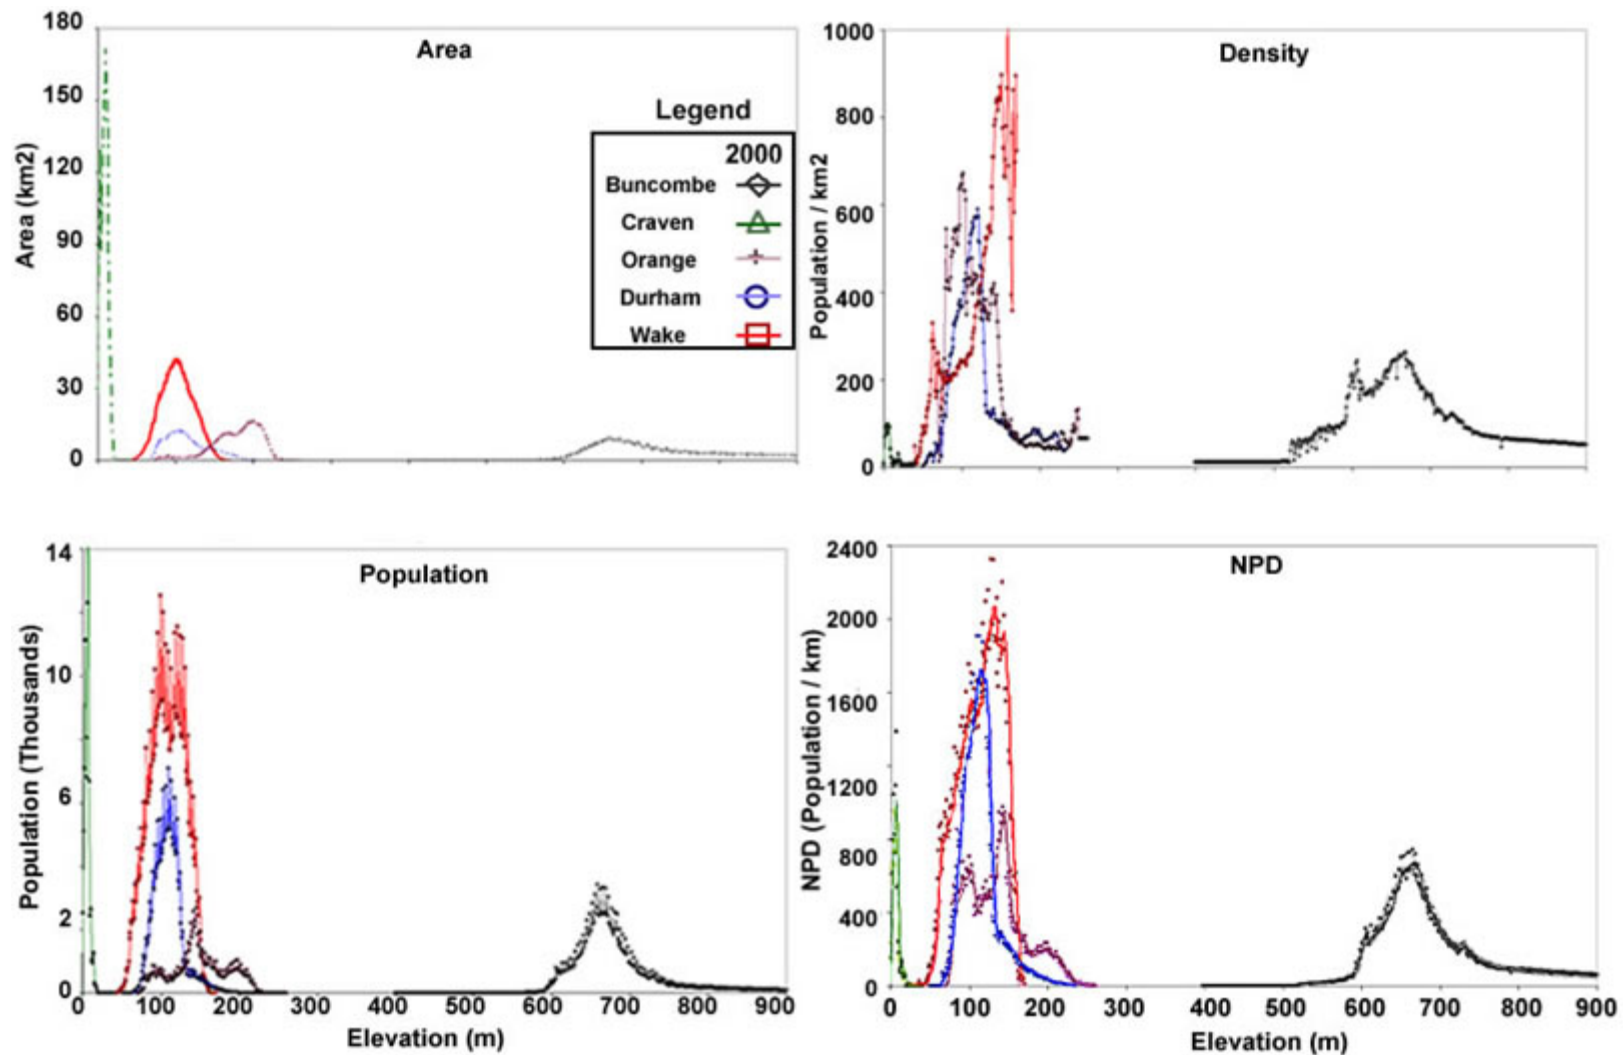 Area
180
150
120
90
60
30
0
Area (km2)
Legend
2000
Buncombe
Craven
Orange
Durham
Wake
Density
1000
800
600
400
200
0
Population / km2
Population
14
10
6
2
0
Population (Thousands)
0 100 200 300 400 500 600 700 800 900
Elevation (m)
NPD
2400
2000
1600
1200
800
400
0
NPD (Population / km)
0 100 200 300 400 500 600 700 800 900
Elevation (m)